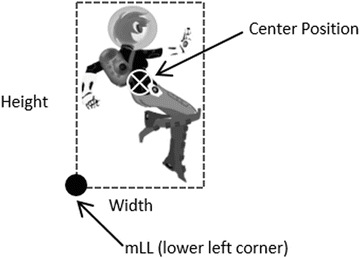 Center Position
Height
Width
mLL (lower left corner)